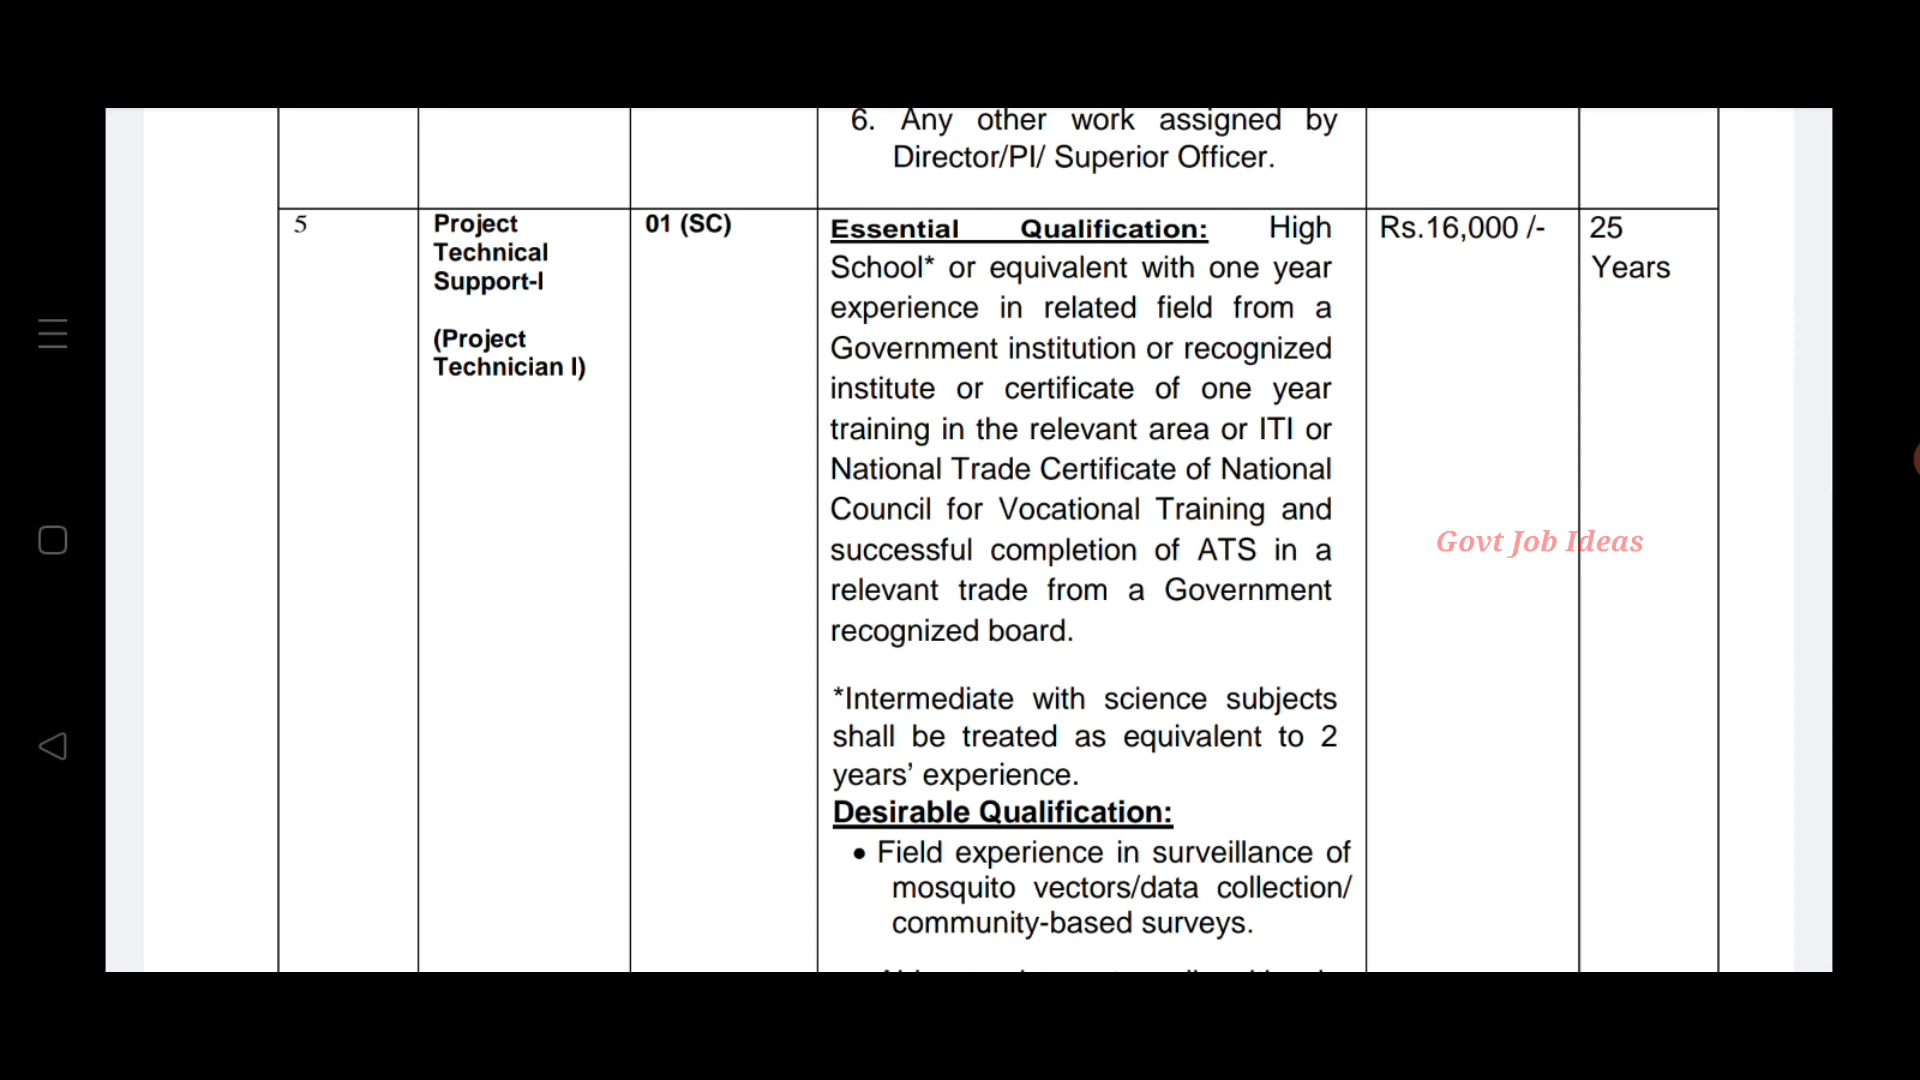 6. Any other work assigned by
Director/PI/ Superior Officer.
5
Project
Technical
Support-I
(Project
Technician I)
01 (SC)
Essential Qualification: High
School* or equivalent with one year
experience in related field from a
Government institution or recognized
institute or certificate of one year
training in the relevant area or ITI or
National Trade Certificate of National
Council for Vocational Training and
successful completion of ATS in a
relevant trade from a Government
recognized board.
*Intermediate with science subjects
shall be treated as equivalent to 2
years’ experience.
Desirable Qualification:
• Field experience in surveillance of
mosquito vectors/data collection/
community-based surveys.
Rs.16,000 /-
25
Years
Govt Job Ideas